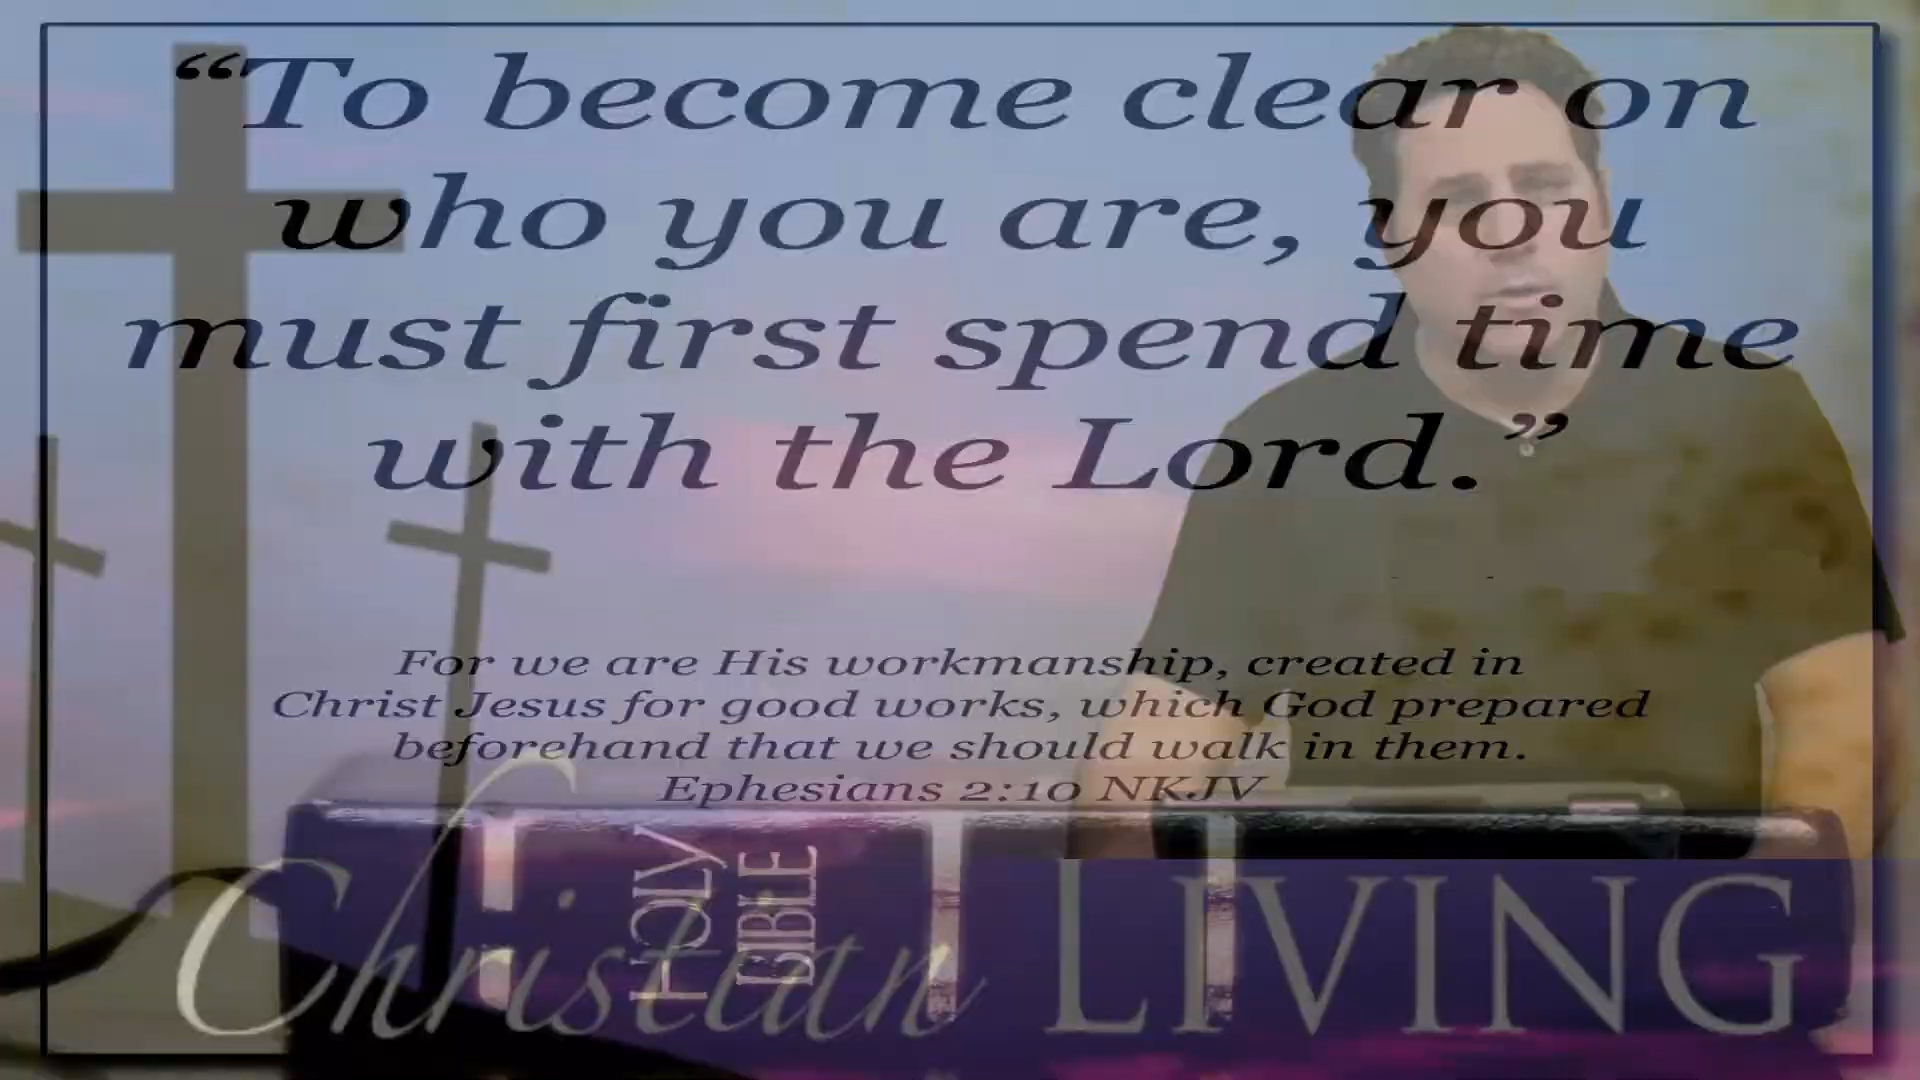 “To become clear on
who you are, you
must first spend time
with the Lord.”
For we are His workmanship, created in
Christ Jesus for good works, which God prepared
beforehand that we should walk in them.
Ephesians 2:10 NKJV
HOLY
BIBLE
Christian LIVING